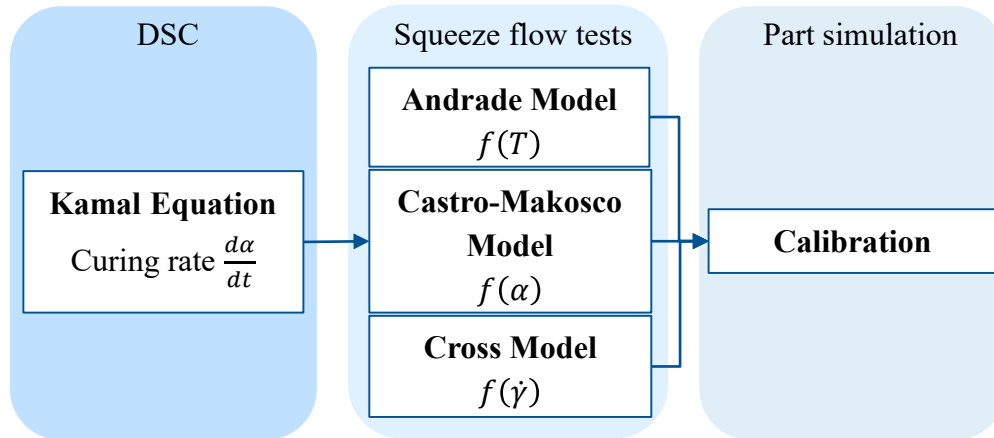 DSC
Kamal Equation
Curing rate dα/dt
Squeeze flow tests
Andrade Model
f(T)
Castro-Makosco
Model
f(α)
Cross Model
f(γ̇)
Part simulation
Calibration